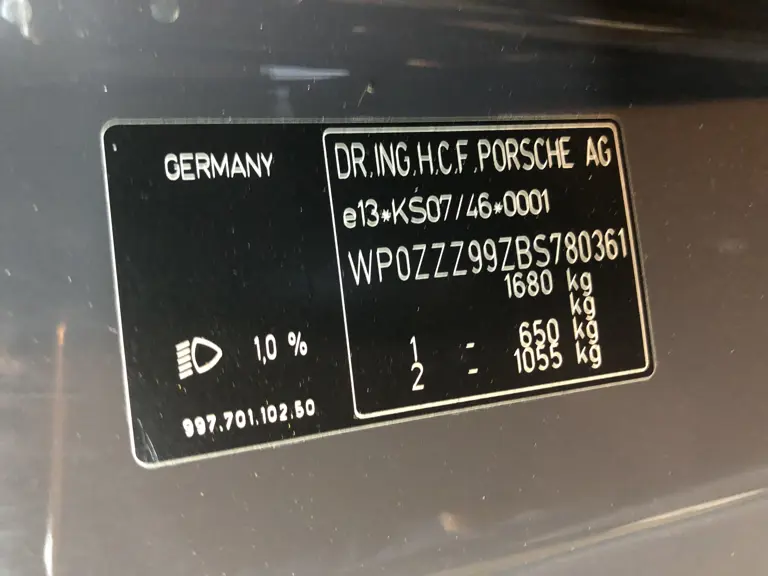 GERMANY
DR.ING.H.C.F.PORSCHE AG
e13*KS07/46*0001
WP0ZZZ99ZBS780361
1680 kg
kg
1 - 650 kg
2 - 1055 kg
1,0 %
997.701.102.50